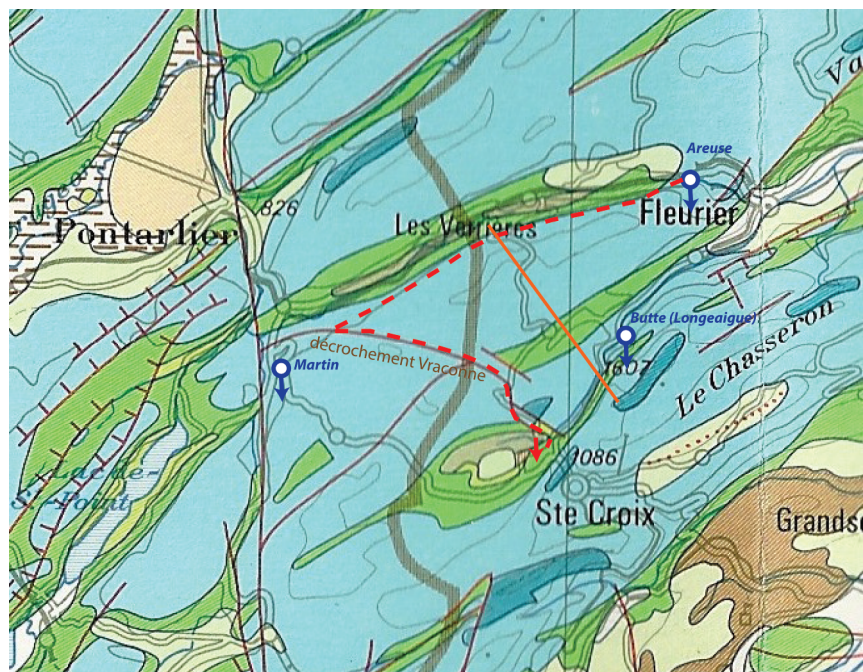 Va
Areuse
826
Les Verrières
Fleurier
Pontarlier
Butte (Longeaigue)
1607
Le Chasseron
décrochement Vraconne
Martin
Lac de-
St-Point
1086
Ste Croix
Grandso